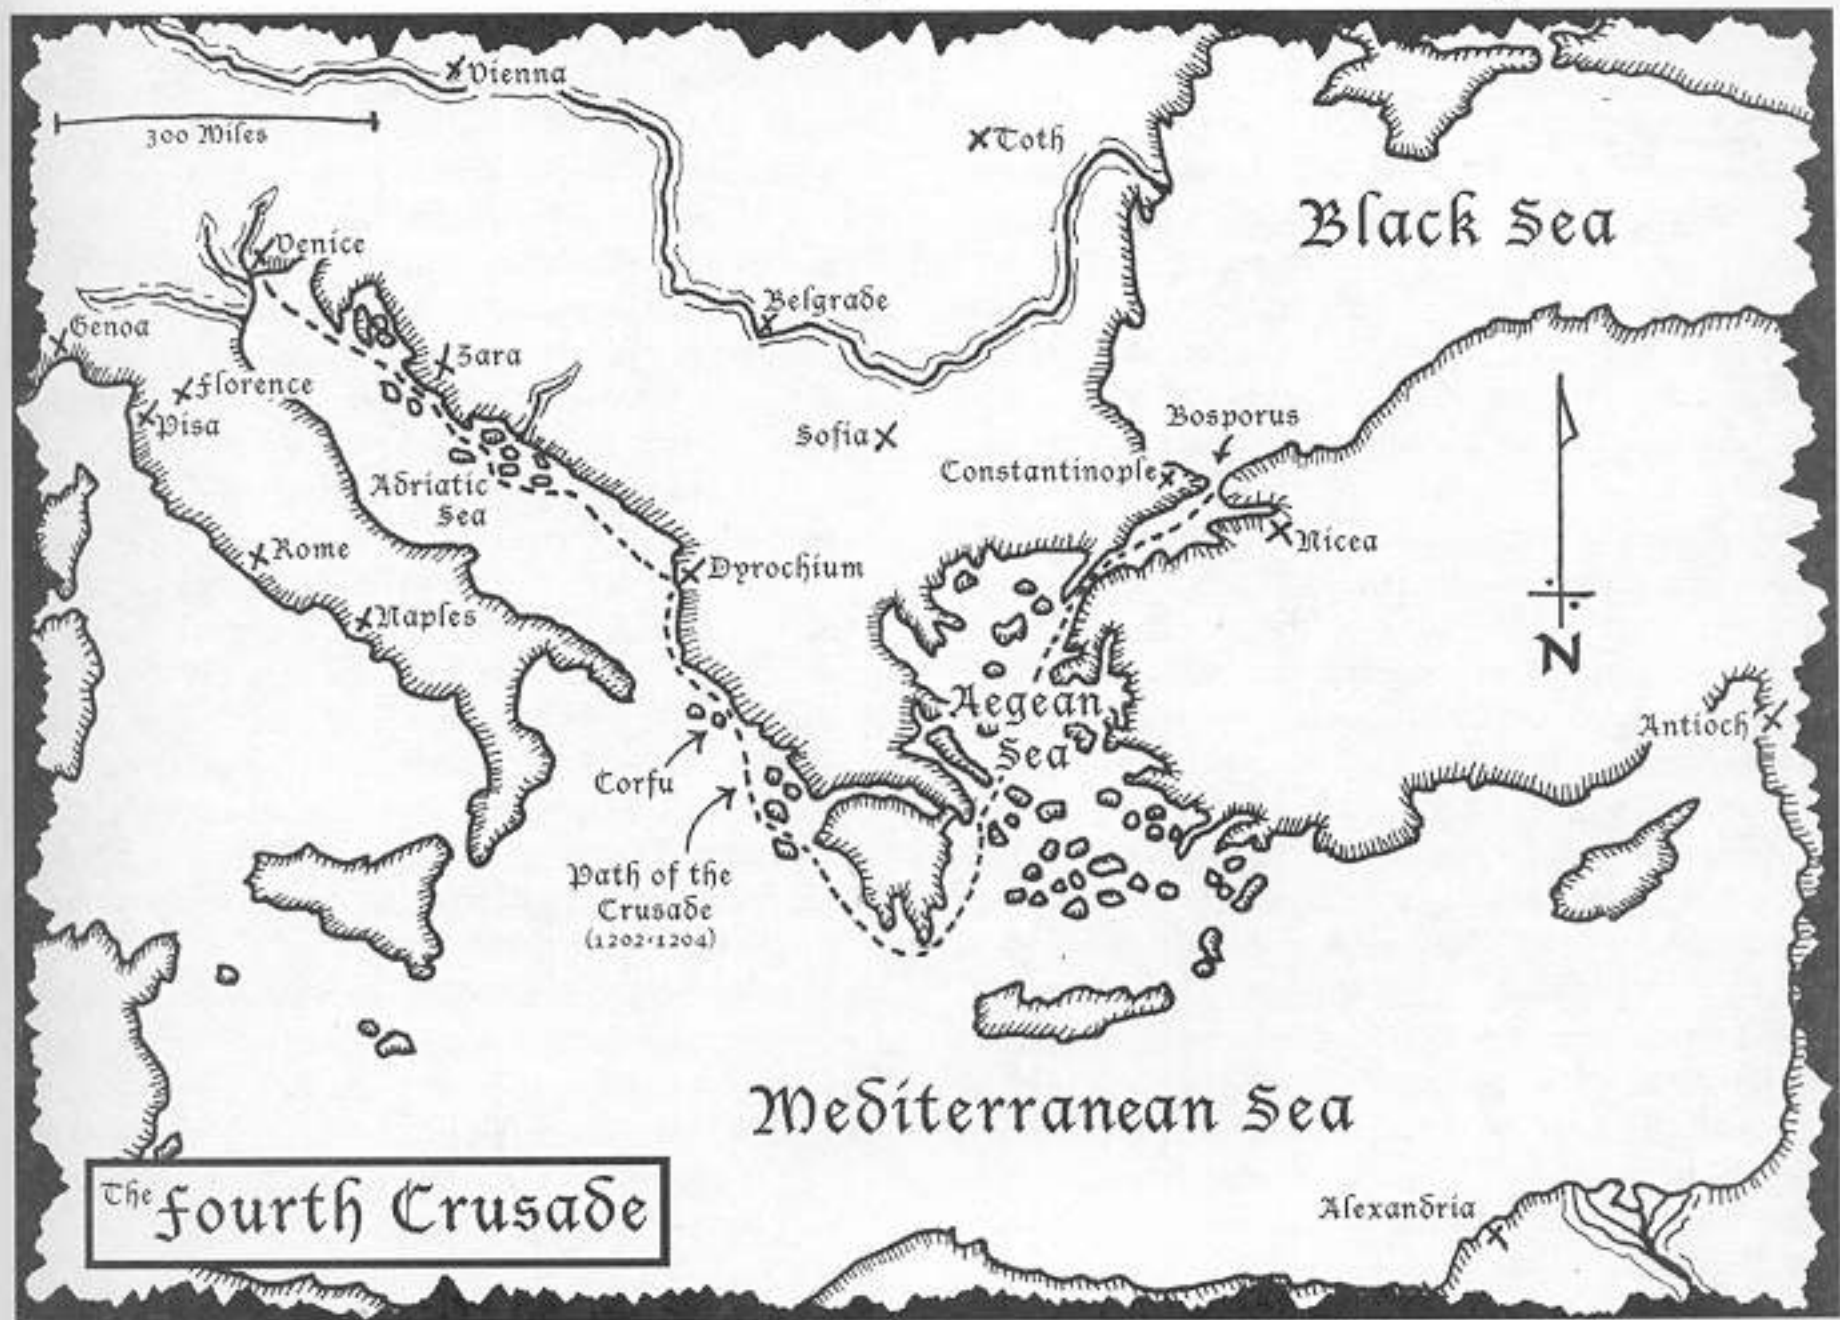 Vienna
300 Miles
Toth
Black Sea
Venice
Belgrade
Genoa
Zara
Florence
Pisa
Bosporus
Sofia
Constantinople
Adriatic
Sea
Nicea
Rome
Dyrochium
Naples
Aegean
Sea
Antioch
N
Corfu
Path of the
Crusade
(1202-1204)
Mediterranean Sea
The Fourth Crusade
Alexandria